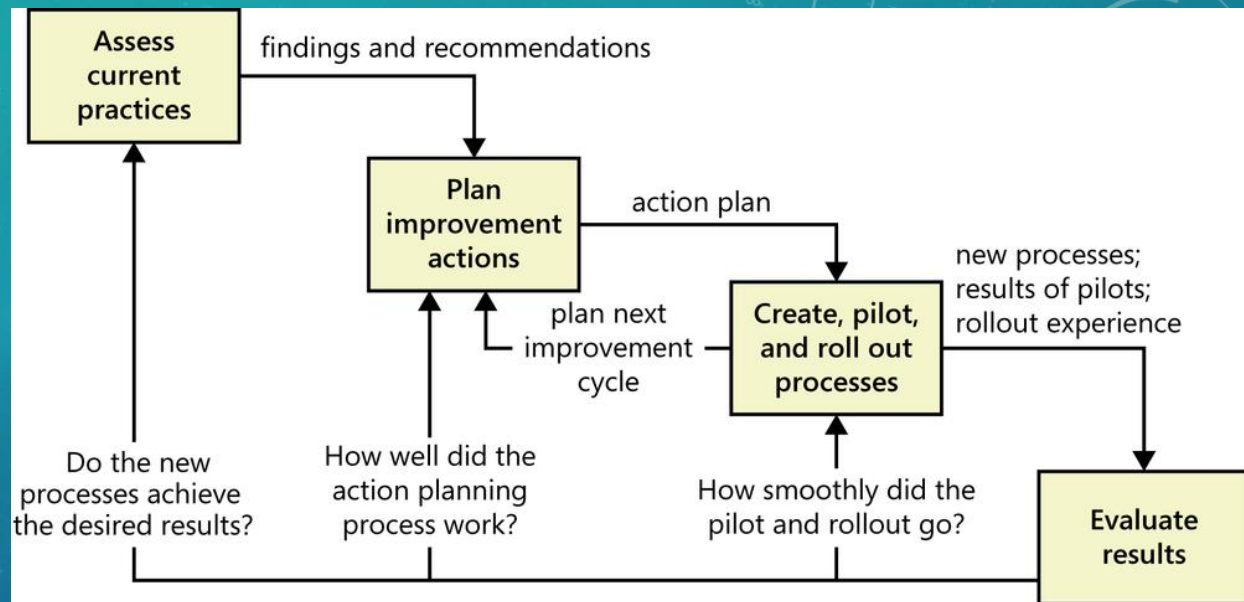 Assess
current
practices
findings and recommendations
Plan
improvement
actions
action plan
Create, pilot,
and roll out
processes
new processes;
results of pilots;
rollout experience
plan next
improvement
cycle
Do the new
processes achieve
the desired results?
How well did the
action planning
process work?
How smoothly did the
pilot and rollout go?
Evaluate
results